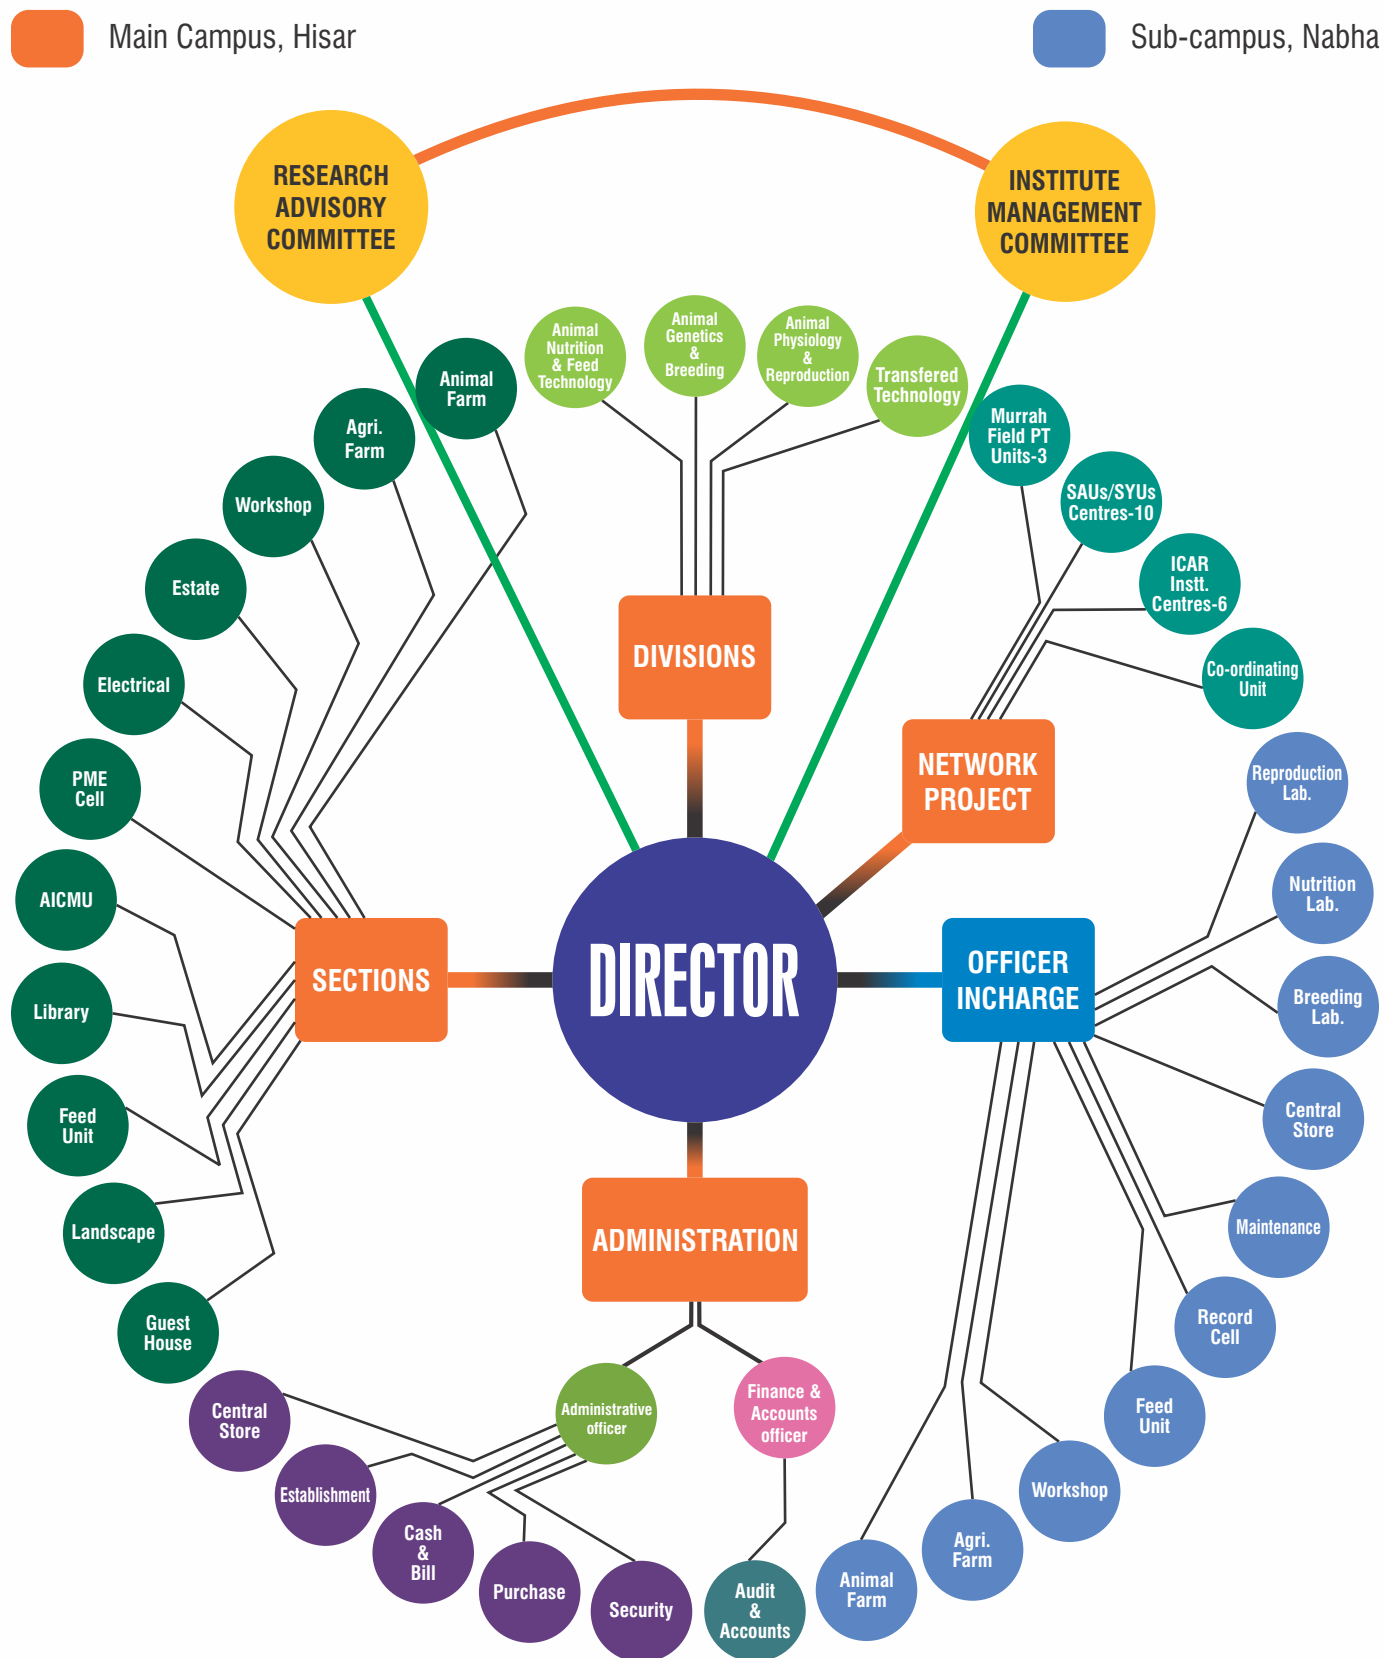 Main Campus, Hisar
Sub-campus, Nabha
RESEARCH
ADVISORY
COMMITTEE
INSTITUTE
MANAGEMENT
COMMITTEE
Animal
Farm
Agri.
Farm
Workshop
Estate
Electrical
PME
Cell
AICMU
Library
Feed
Unit
Landscape
Guest
House
Animal
Nutrition
& Feed
Technology
Animal
Genetics
&
Breeding
Animal
Physiology
&
Reproduction
Transfered
Technology
Murrah
Field PT
Units-3
SAUs/SYUs
Centres-10
ICAR
Instt.
Centres-6
Co-ordinating
Unit
DIVISIONS
NETWORK
PROJECT
SECTIONS
DIRECTOR
OFFICER
INCHARGE
ADMINISTRATION
Reproduction
Lab.
Nutrition
Lab.
Breeding
Lab.
Central
Store
Maintenance
Record
Cell
Feed
Unit
Workshop
Agri.
Farm
Animal
Farm
Administrative
officer
Finance &
Accounts
officer
Central
Store
Establishment
Cash
&
Bill
Purchase
Security
Audit
&
Accounts